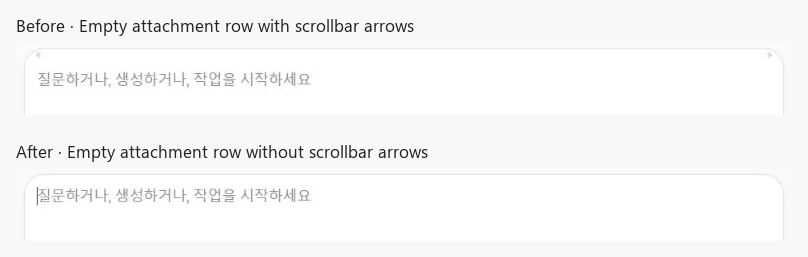 Before · Empty attachment row with scrollbar arrows
질문하거나, 생성하거나, 작업을 시작하세요
After · Empty attachment row without scrollbar arrows
질문하거나, 생성하거나, 작업을 시작하세요